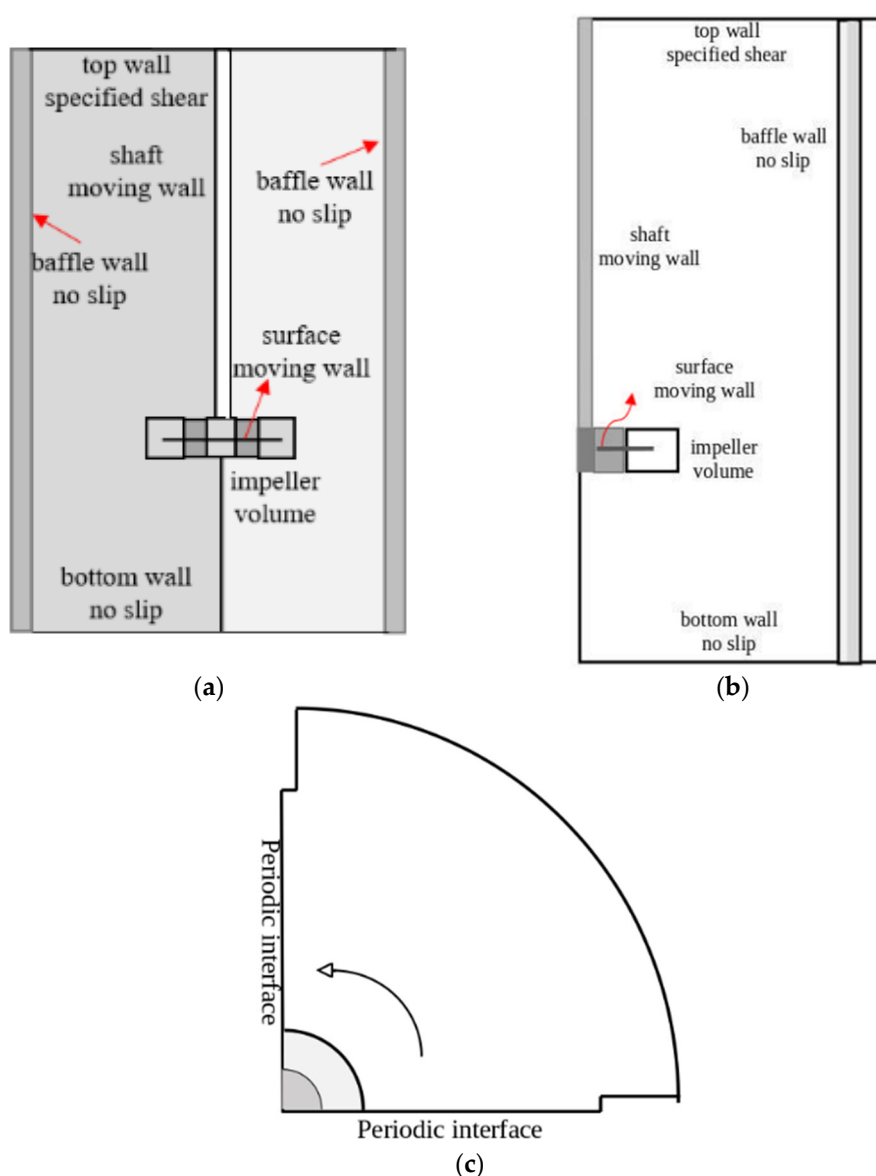 top wall
specified shear
shaft
moving wall
baffle wall
no slip
baffle wall
no slip
surface
moving wall
impeller
volume
bottom wall
no slip
(a)
top wall
specified shear
baffle wall
no slip
shaft
moving wall
surface
moving wall
impeller
volume
bottom wall
no slip
(b)
Periodic interface
Periodic interface
(c)